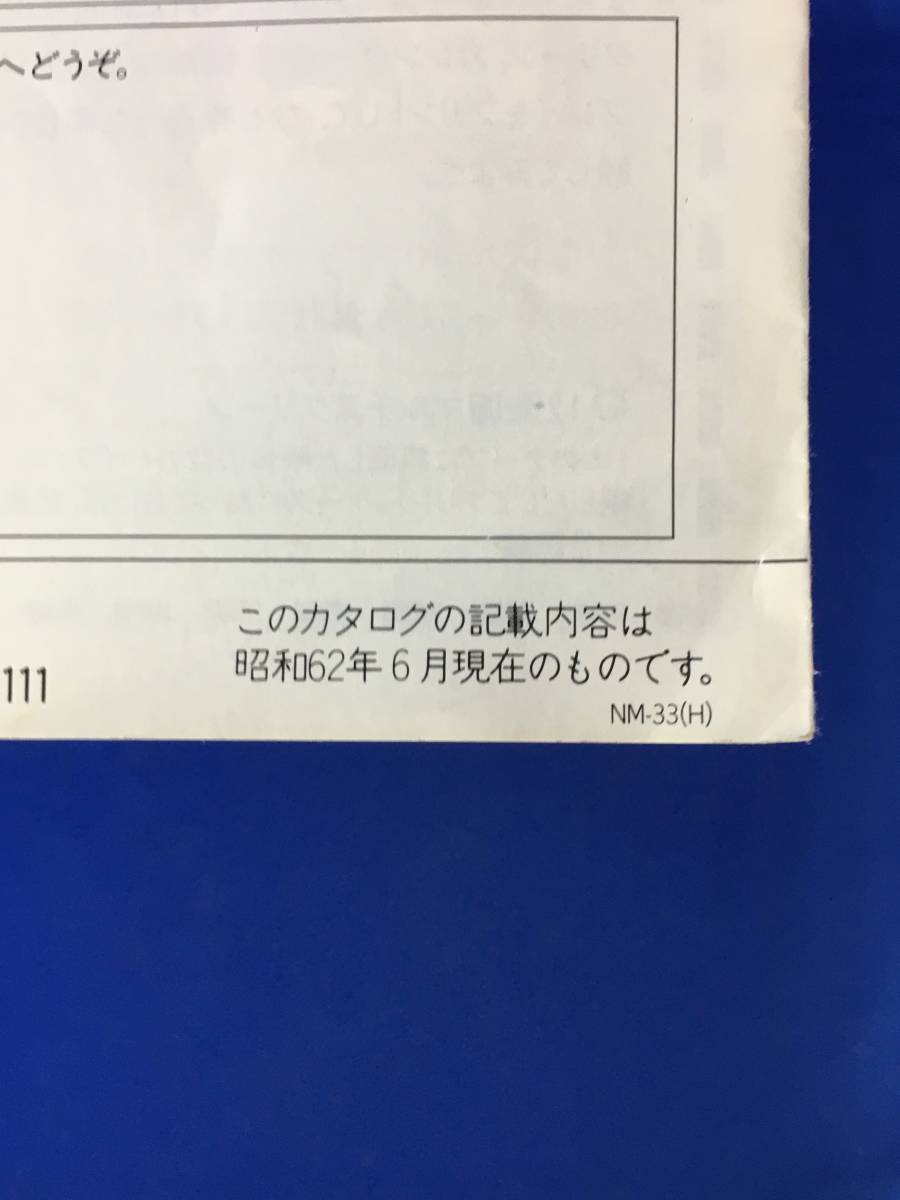 へどうぞ。
このカタログの記載内容は
昭和62年6月現在のものです。
111
NM-33(H)